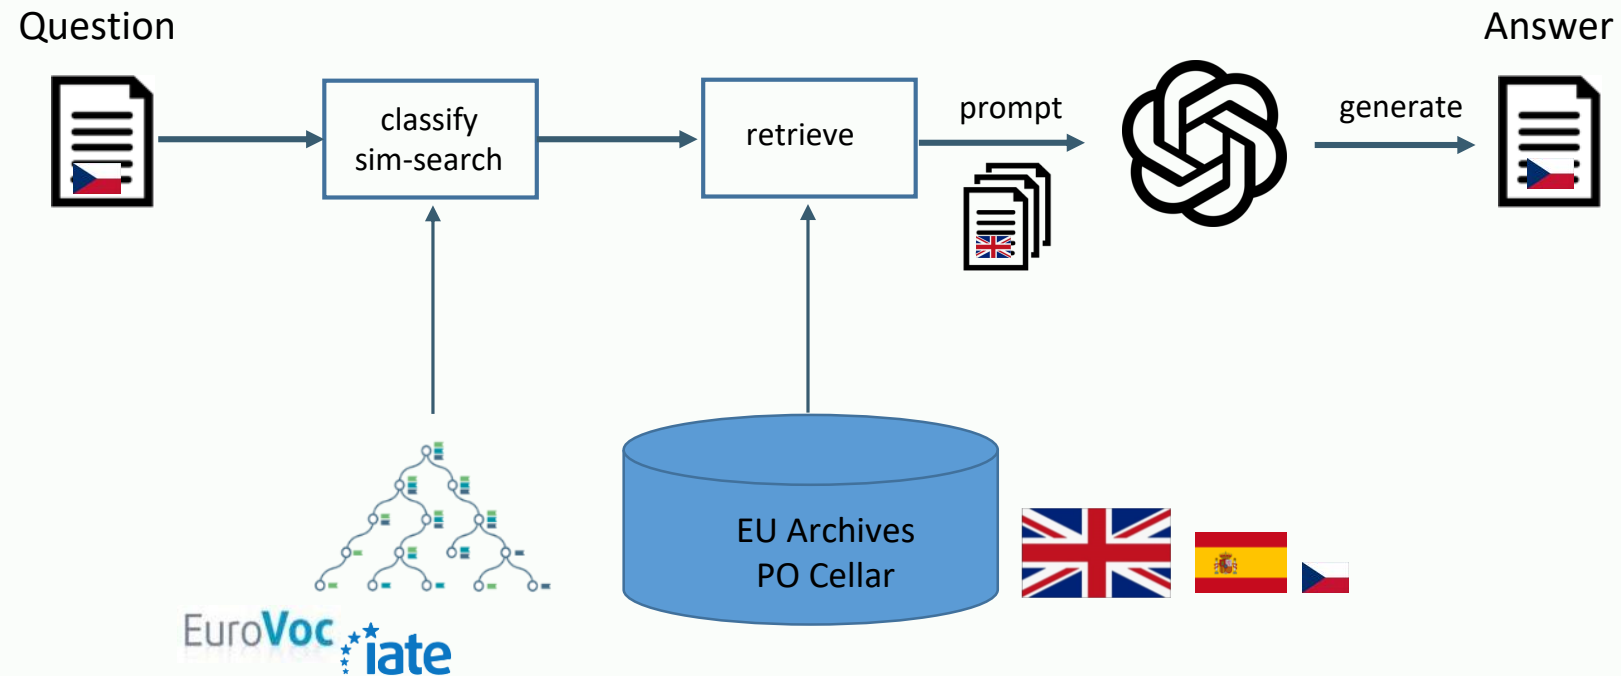 Question
Answer
classify
sim-search
retrieve
prompt
generate
EU Archives
PO Cellar
EuroVoc
iate